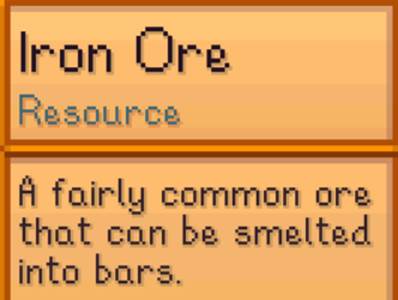 Iron Ore
Resource
A fairly common ore
that can be smelted
into bars.